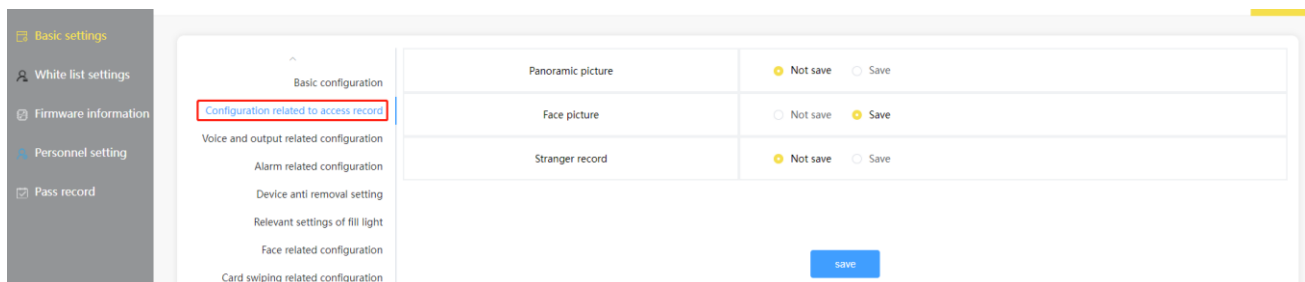 Basic settings
White list settings
Firmware information
Personnel setting
Pass record
Basic configuration
Configuration related to access record
Voice and output related configuration
Alarm related configuration
Device anti removal setting
Relevant settings of fill light
Face related configuration
Card swiping related configuration
Panoramic picture Not save Save
Face picture Not save Save
Stranger record Not save Save
save